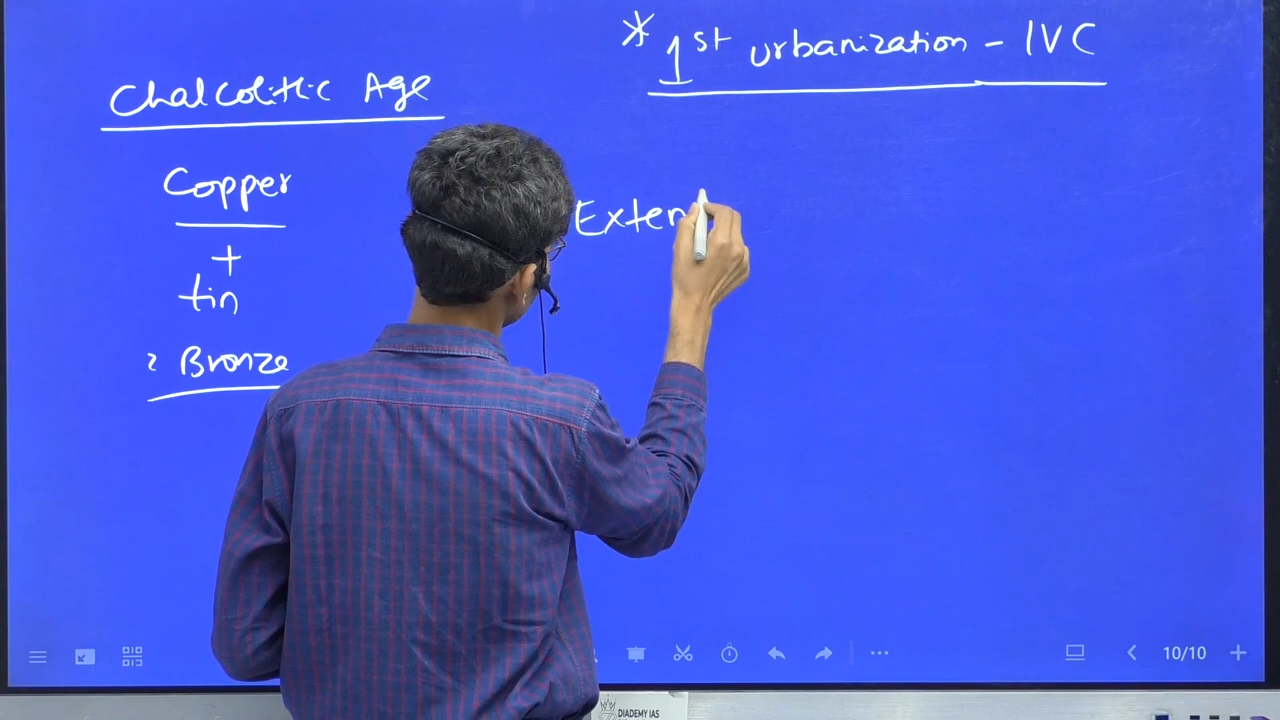 * 1st urbanization - IVC
Chalcolithic Age
Copper
+
tin
Bronze
Exten
10/10
DIADEMY IAS